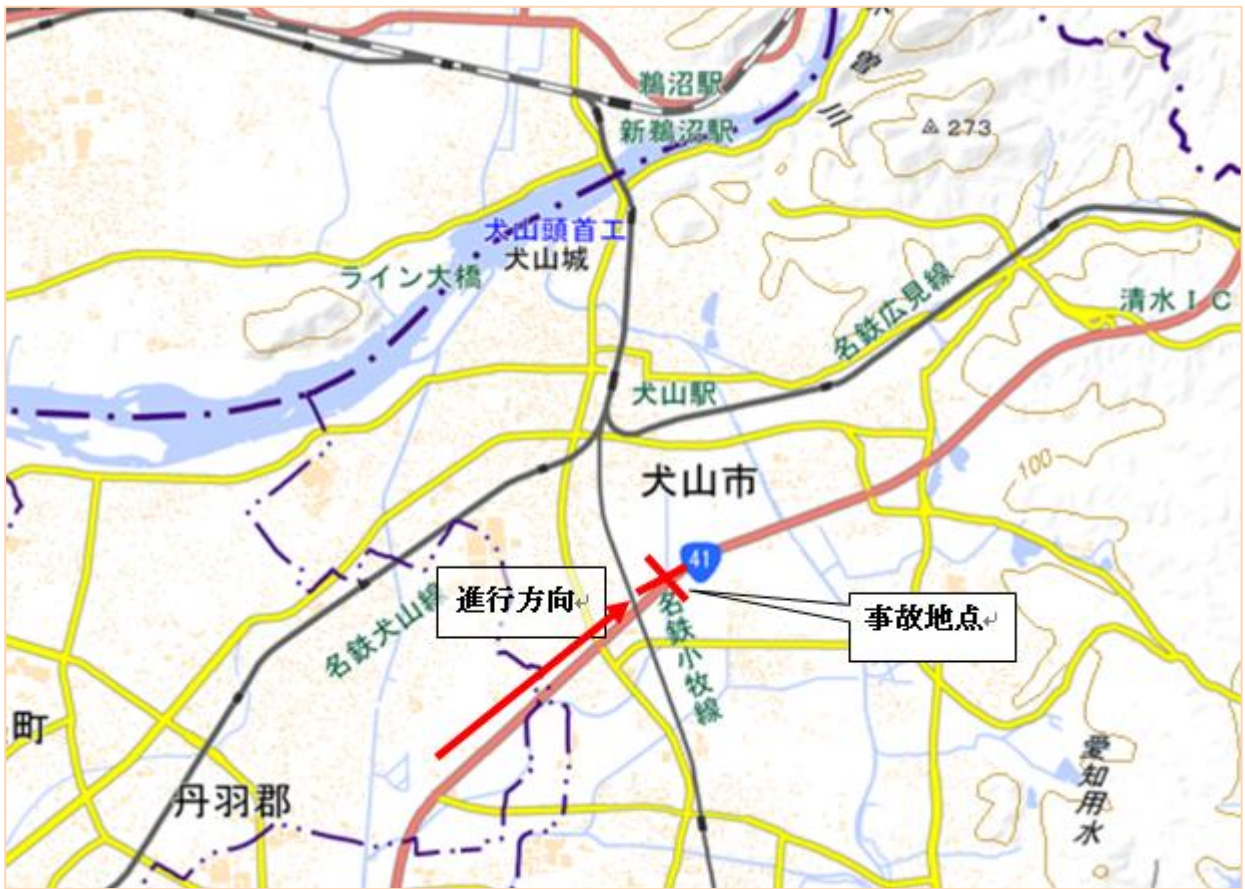 鵜沼駅
新鵜沼駅
木曽川
273
犬山頭首工
犬山城
ライン大橋
名鉄広見線
清水ＩＣ
犬山駅
犬山市
100
41
進行方向
事故地点
名鉄犬山線
名鉄小牧線
町
丹羽郡
愛知用水